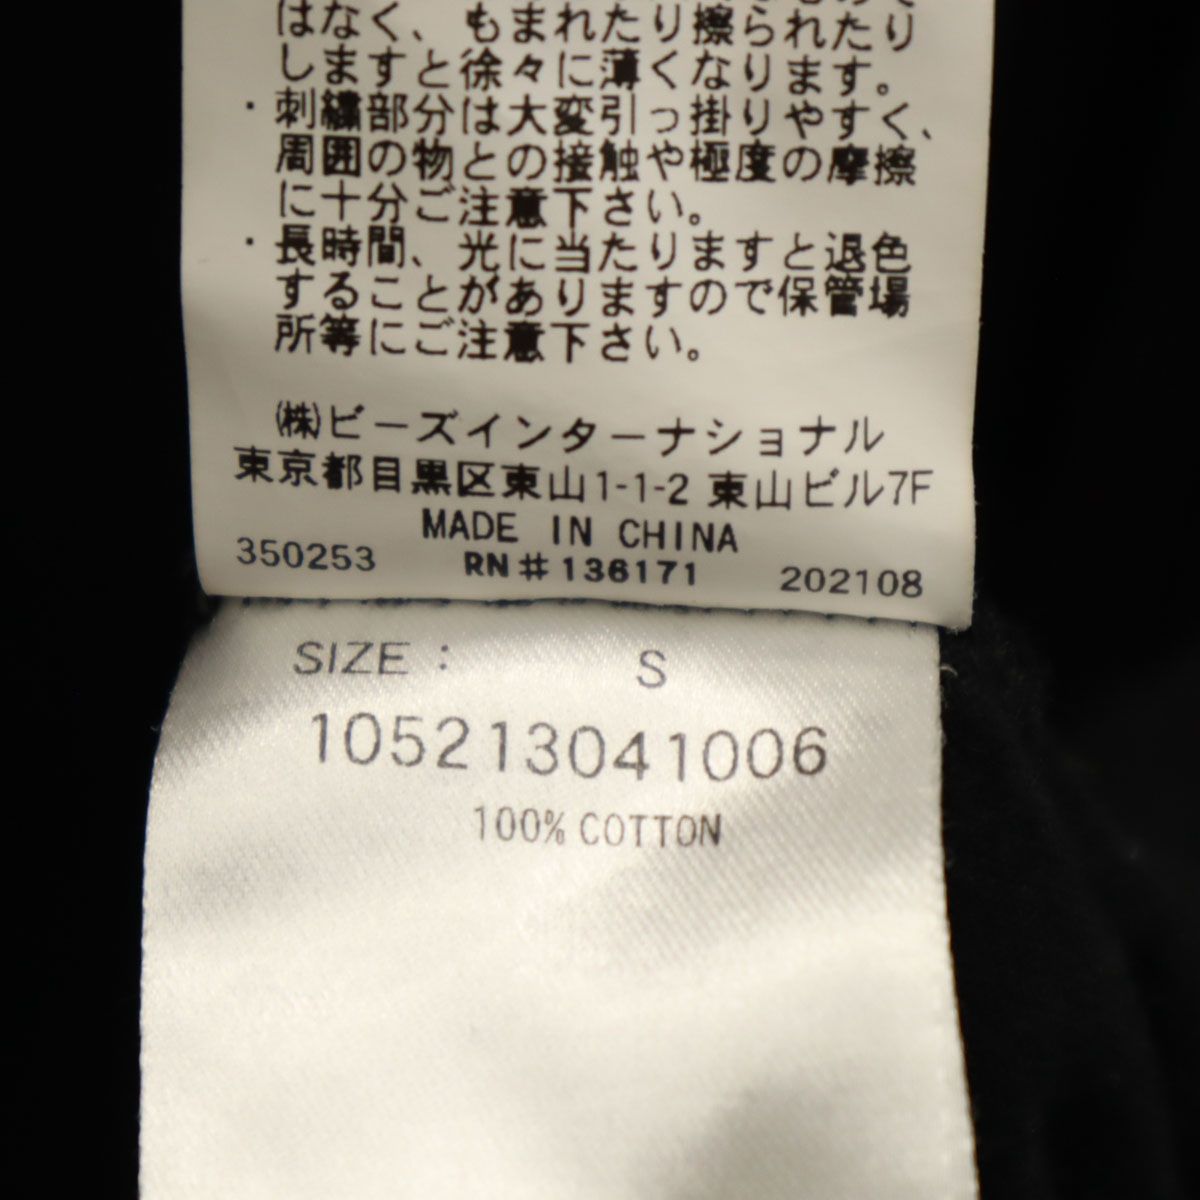 はなく、もまれたり擦られたり
しますと徐々に薄くなります。
・刺繍部分は大変引っ掛りやすく、
周囲の物との接触や極度の摩擦
に十分ご注意下さい。
・長時間、光に当たりますと退色
することがありますので保管場
所等にご注意下さい。
㈱ビーズインターナショナル
東京都目黒区東山1-1-2 東山ビル7F
MADE IN CHINA
350253 RN#136171 202108
SIZE : S
105213041006
100% COTTON